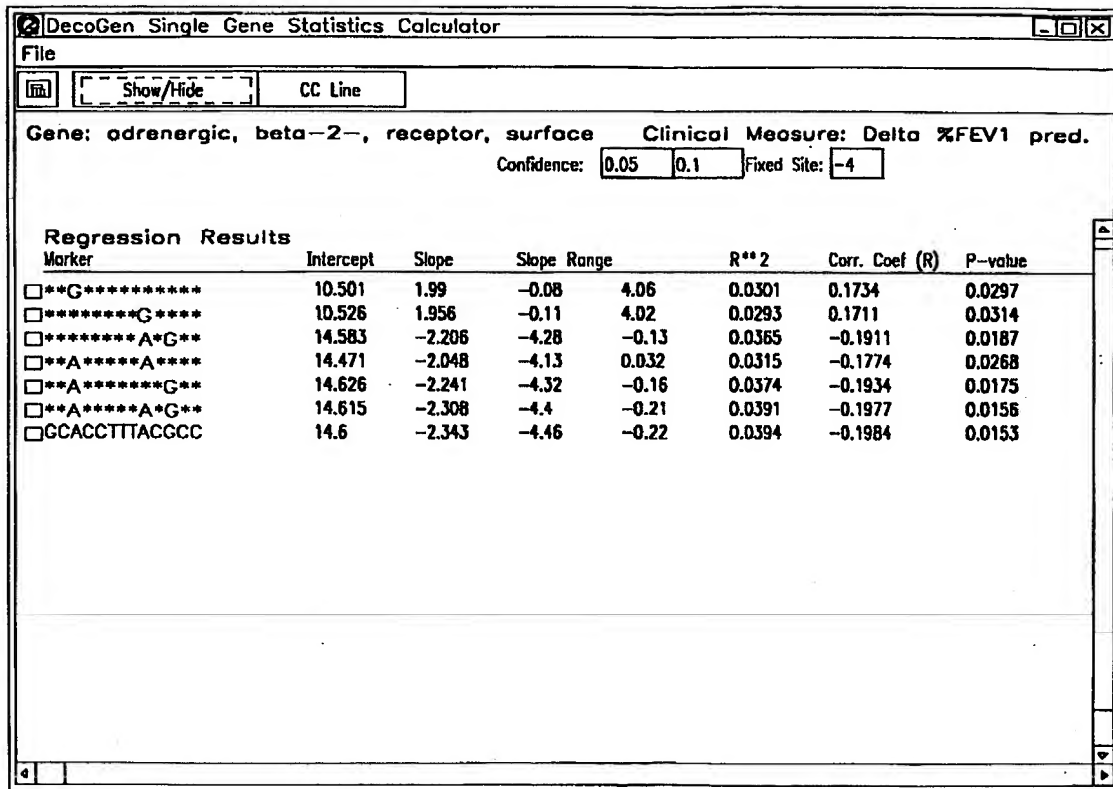 DecoGen Single Gene Statistics Calculator
File
Show/Hide CC Line
Gene: adrenergic, beta-2-, receptor, surface Clinical Measure: Delta %FEV1 pred.
Confidence: 0.05 0.1 Fixed Site: -4
Regression Results
Marker Intercept Slope Slope Range R**2 Corr. Coef (R) P-value
**G********** 10.501 1.99 -0.08 4.06 0.0301 0.1734 0.0297
********G**** 10.526 1.956 -0.11 4.02 0.0293 0.1711 0.0314
********A*G** 14.583 -2.206 -4.28 -0.13 0.0365 -0.1911 0.0187
**A*****A**** 14.471 -2.048 -4.13 0.032 0.0315 -0.1774 0.0268
**A*******G** 14.626 -2.241 -4.32 -0.16 0.0374 -0.1934 0.0175
**A*****A*G** 14.615 -2.308 -4.4 -0.21 0.0391 -0.1977 0.0156
GCACCTTTACGCC 14.6 -2.343 -4.46 -0.22 0.0394 -0.1984 0.0153